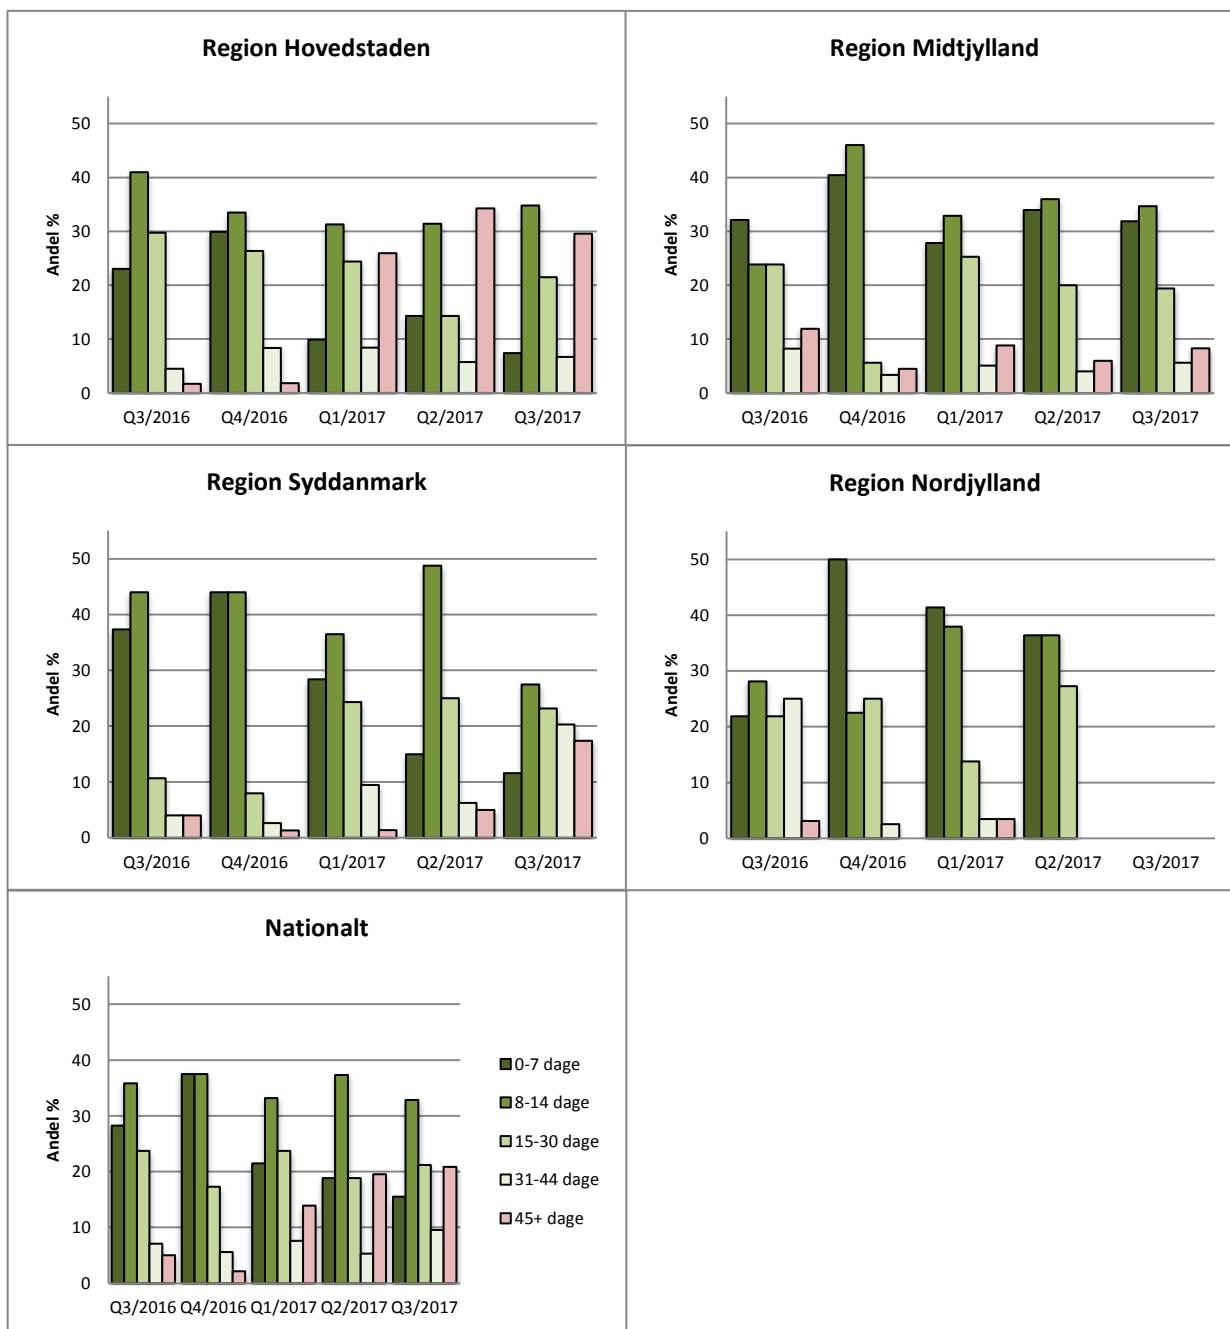 Region Hovedstaden
Andel %
50
40
30
20
10
0
Q3/2016 Q4/2016 Q1/2017 Q2/2017 Q3/2017
Region Midtjylland
Andel %
50
40
30
20
10
0
Q3/2016 Q4/2016 Q1/2017 Q2/2017 Q3/2017
Region Syddanmark
Andel %
50
40
30
20
10
0
Q3/2016 Q4/2016 Q1/2017 Q2/2017 Q3/2017
Region Nordjylland
Andel %
50
40
30
20
10
0
Q3/2016 Q4/2016 Q1/2017 Q2/2017 Q3/2017
Nationalt
Andel %
50
40
30
20
10
0
Q3/2016 Q4/2016 Q1/2017 Q2/2017 Q3/2017
0-7 dage
8-14 dage
15-30 dage
31-44 dage
45+ dage